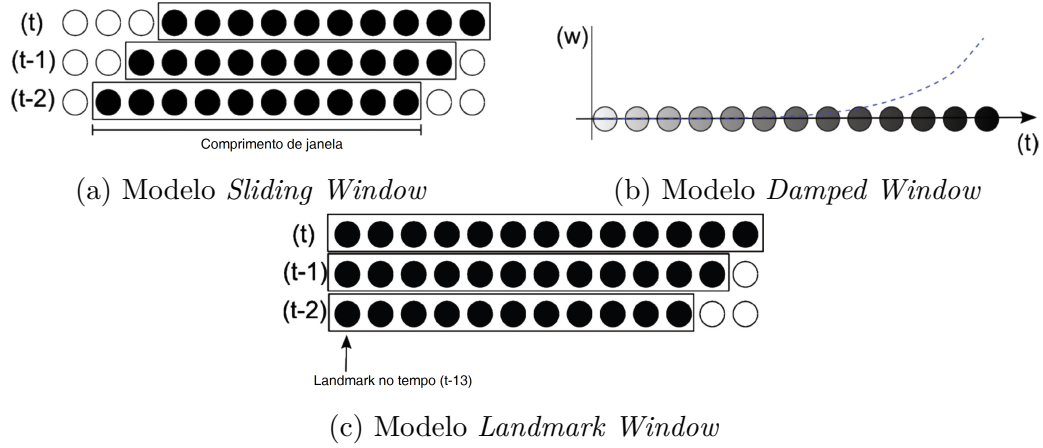 (t)
(t-1)
(t-2)
Comprimento de janela
(a) Modelo Sliding Window
(w)
(t)
(b) Modelo Damped Window
(t)
(t-1)
(t-2)
Landmark no tempo (t-13)
(c) Modelo Landmark Window